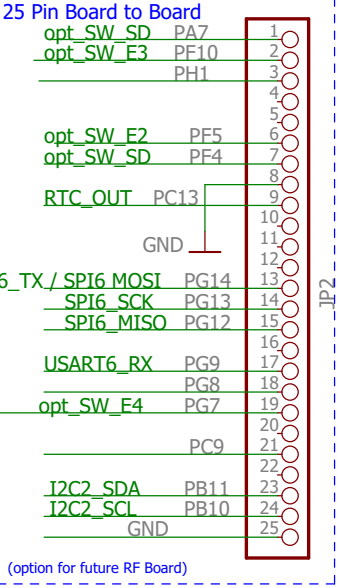 25 Pin Board to Board
opt_SW_SD PA7 1
opt_SW_E3 PF10 2
PH1 3
4
5
opt_SW_E2 PF5 6
opt_SW_SD PF4 7
8
RTC_OUT PC13 9
10
GND 11
12
6_TX / SPI6 MOSI PG14 13
SPI6_SCK PG13 14
SPI6_MISO PG12 15
16
USART6_RX PG9 17
PG8 18
opt_SW_E4 PG7 19
20
PC9 21
22
I2C2_SDA PB11 23
I2C2_SCL PB10 24
GND 25
JP2
(option for future RF Board)